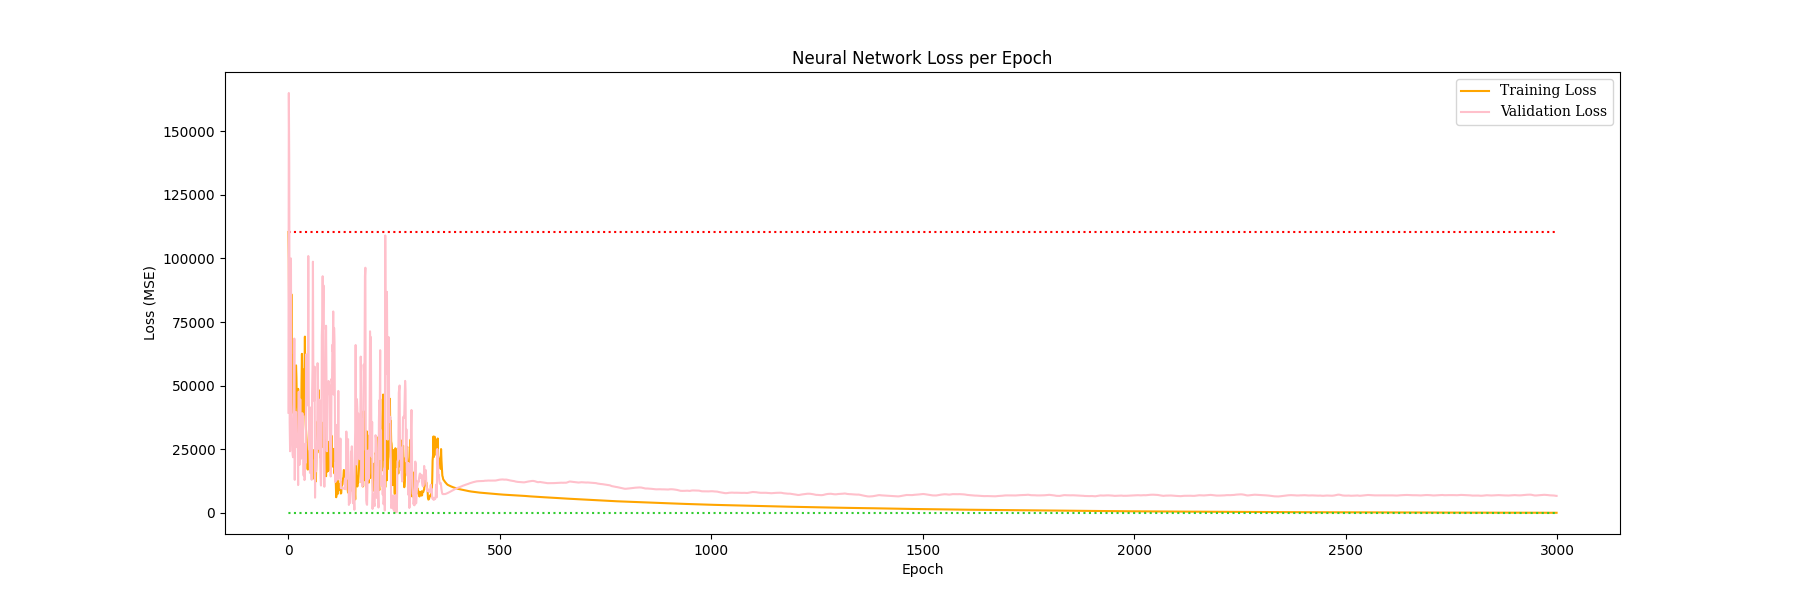 Neural Network Loss per Epoch
Training Loss
Validation Loss
150000
125000
100000
75000
50000
25000
0
Loss (MSE)
0 500 1000 1500 2000 2500 3000
Epoch